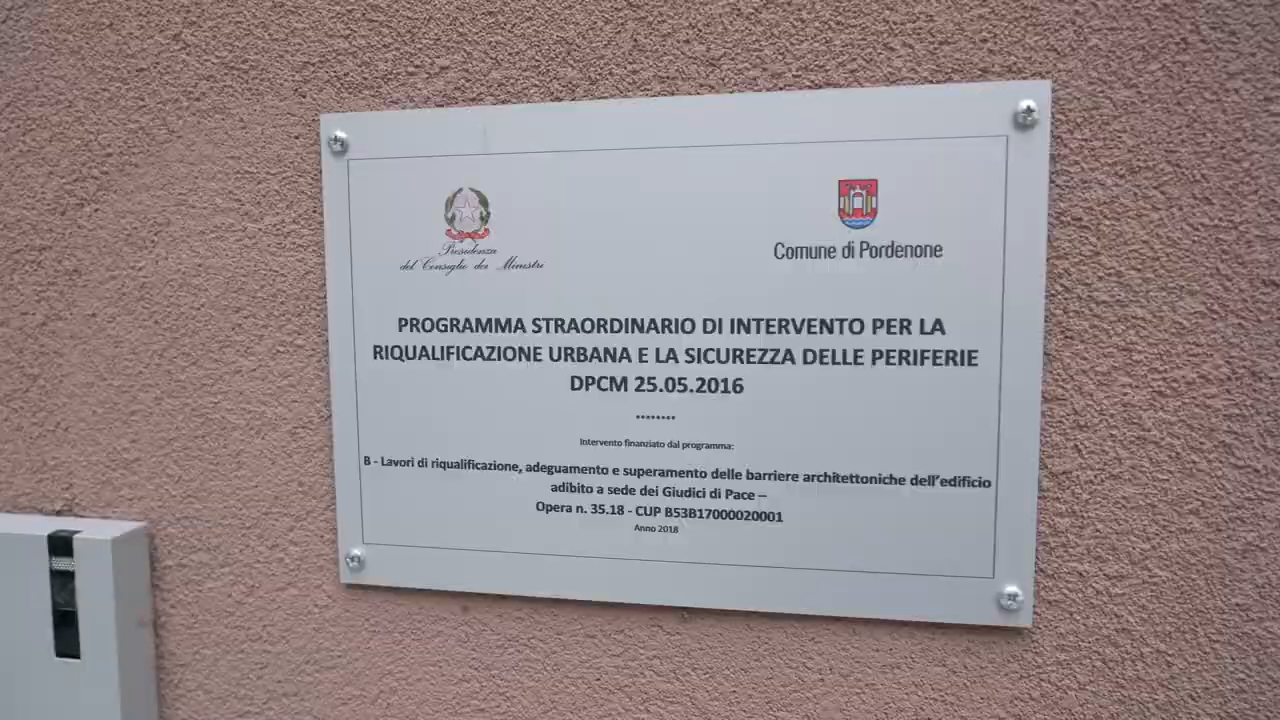 Presidenza
del Consiglio dei Ministri
Comune di Pordenone
PROGRAMMA STRAORDINARIO DI INTERVENTO PER LA
RIQUALIFICAZIONE URBANA E LA SICUREZZA DELLE PERIFERIE
DPCM 25.05.2016
••••••••
Intervento finanziato dal programma:
B - Lavori di riqualificazione, adeguamento e superamento delle barriere architettoniche dell'edificio
adibito a sede dei Giudici di Pace –
Opera n. 35.18 - CUP B53B17000020001
Anno 2018